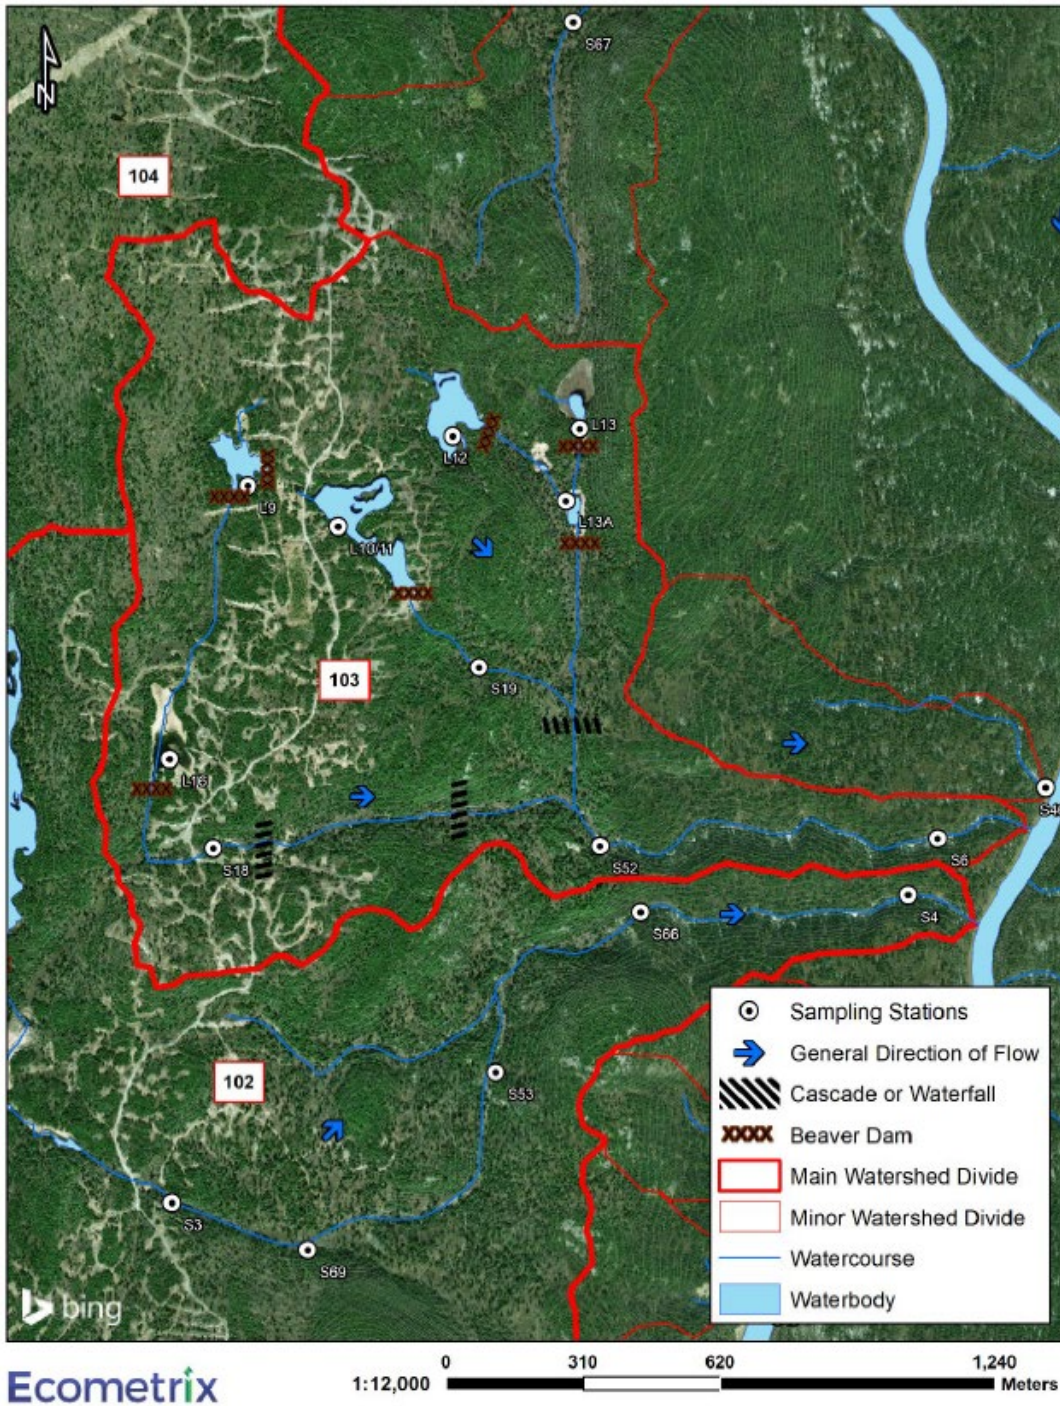 S67
N
104
L13
L12
L9
L13A
L10/11
S19
103
L15
S4
S18
S52
S6
S66
S4
102
S53
S3
S69
Sampling Stations
General Direction of Flow
Cascade or Waterfall
XXXX Beaver Dam
Main Watershed Divide
Minor Watershed Divide
Watercourse
Waterbody
bing
Ecometrix
0 310 620 1,240
1:12,000 Meters